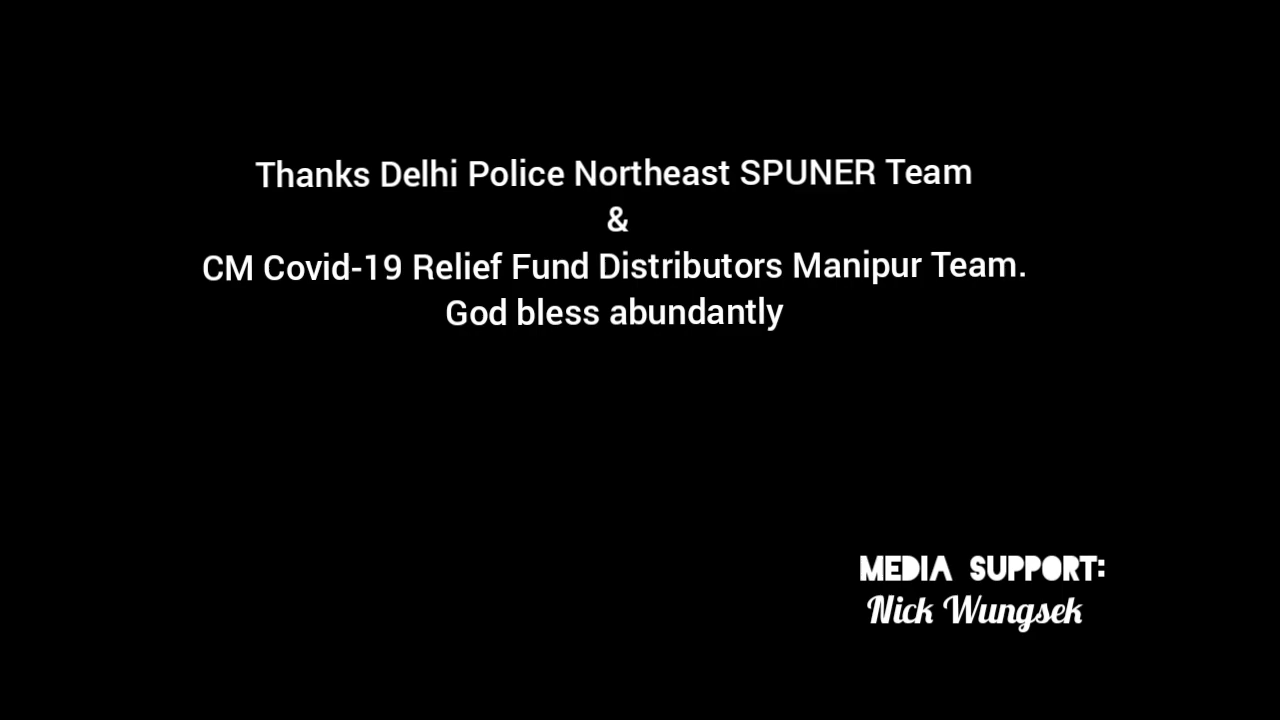 Thanks Delhi Police Northeast SPUNER Team
&
CM Covid-19 Relief Fund Distributors Manipur Team.
God bless abundantly
MEDIA SUPPORT:
Nick Wungsek